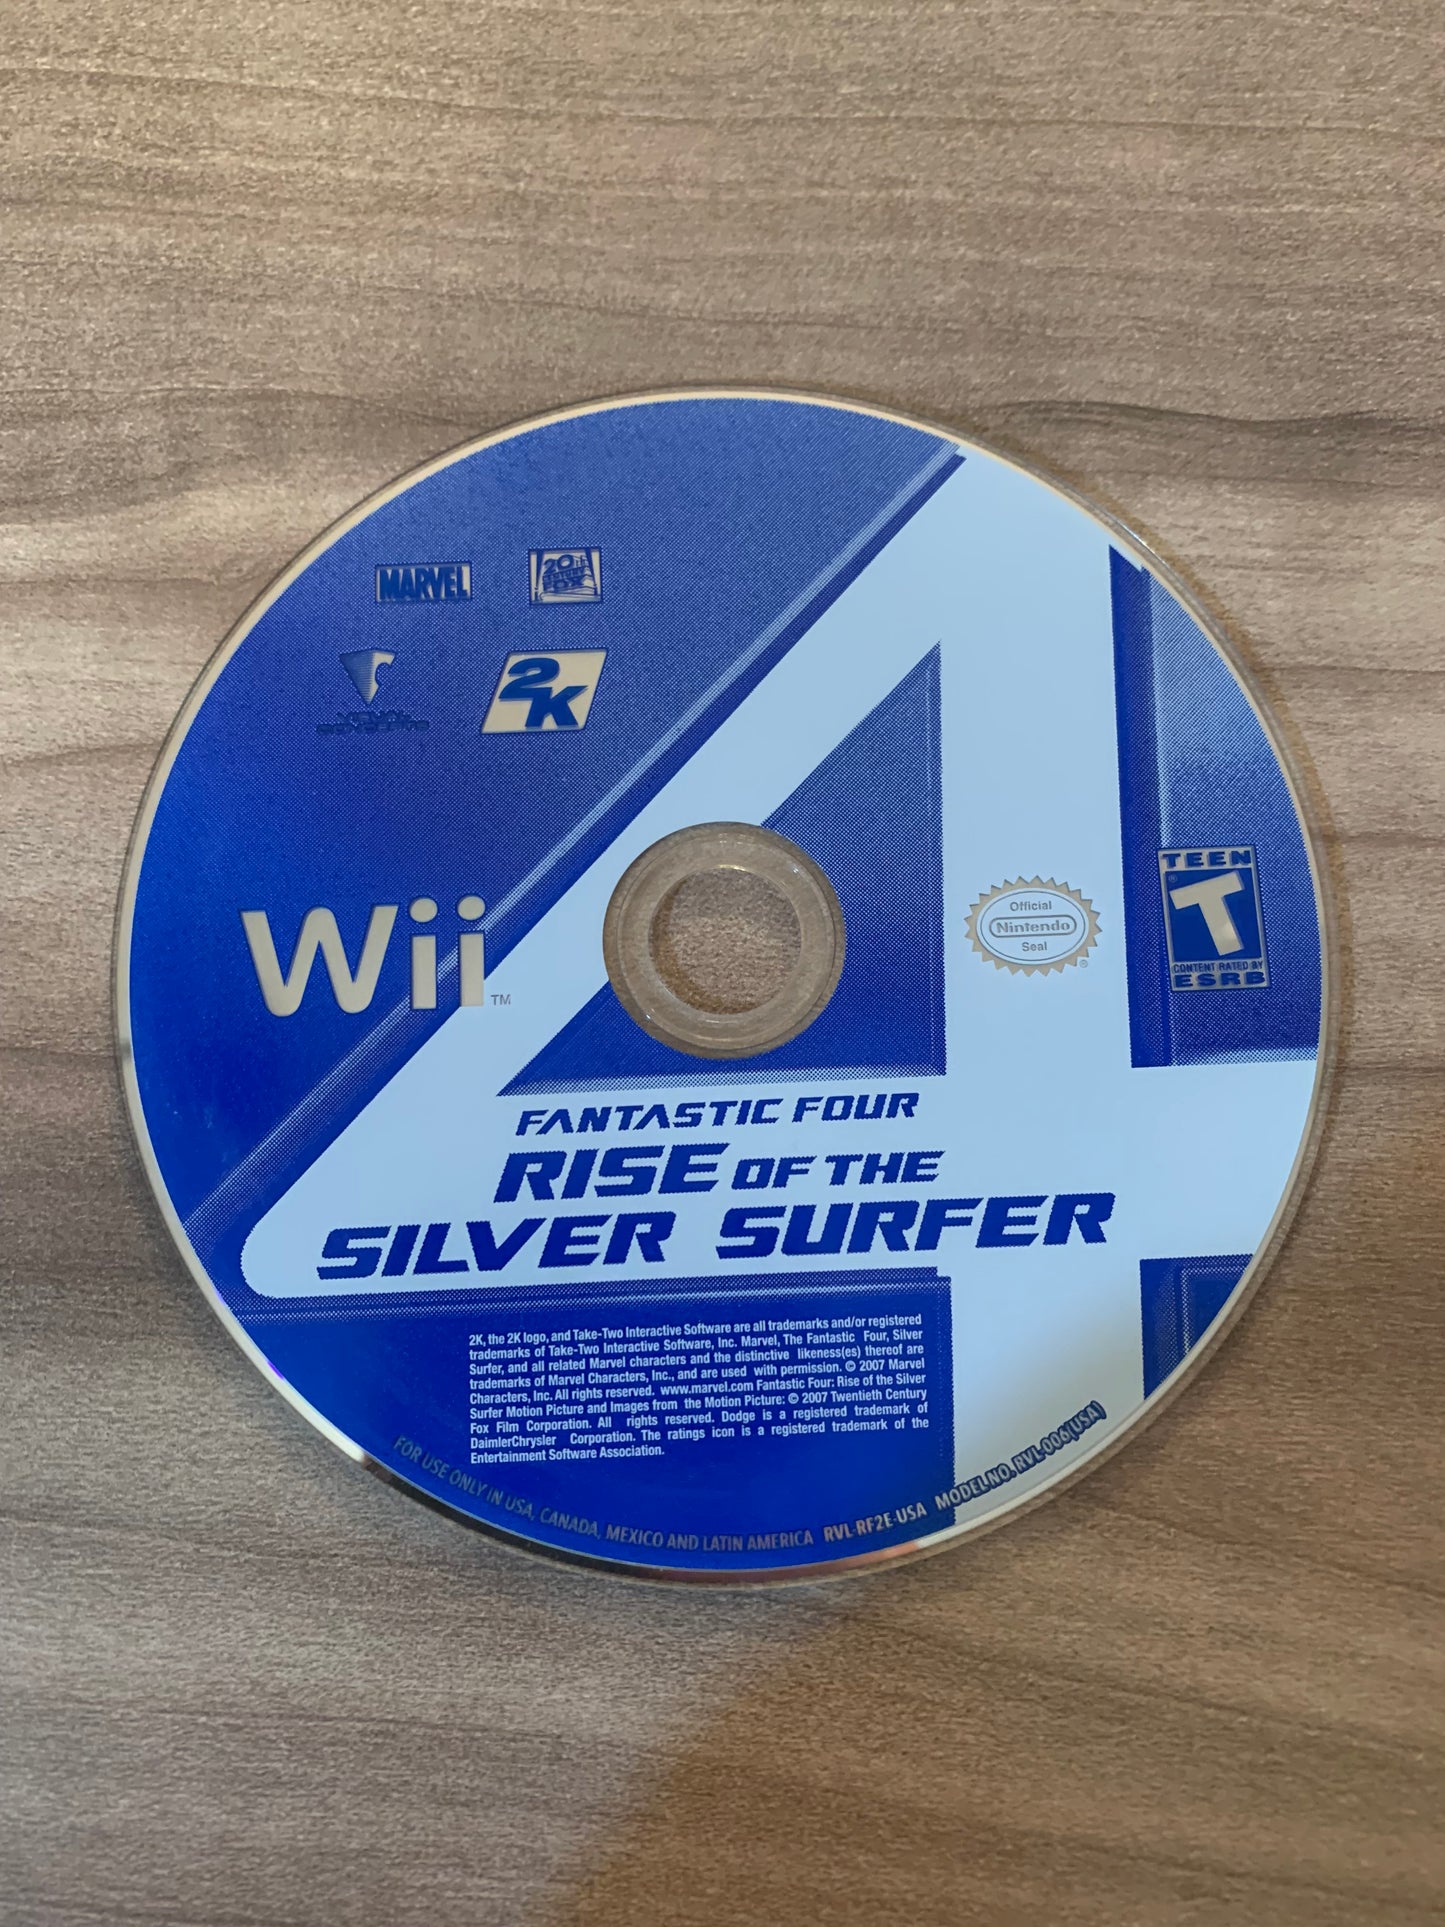 MARVEL
20TH CENTURY FOX
VISUAL CONCEPTS
2K
TEEN
T
CONTENT RATED BY
ESRB
Official
Nintendo
Seal
®
Wii™
FANTASTIC FOUR
RISE OF THE
SILVER SURFER
2K, the 2K logo, and Take-Two Interactive Software are all trademarks and/or registered
trademarks of Take-Two Interactive Software, Inc. Marvel, The Fantastic Four, Silver
Surfer, and all related Marvel characters and the distinctive likeness(es) thereof are
trademarks of Marvel Characters, Inc., and are used with permission. © 2007 Marvel
Characters, Inc. All rights reserved. www.marvel.com Fantastic Four: Rise of the Silver
Surfer Motion Picture and Images from the Motion Picture: © 2007 Twentieth Century
Fox Film Corporation. All rights reserved. Dodge is a registered trademark of
DaimlerChrysler Corporation. The ratings icon is a registered trademark of the
Entertainment Software Association.
FOR USE ONLY IN USA, CANADA, MEXICO AND LATIN AMERICA RVL-RF2E-USA MODEL NO. RVL-006(USA)